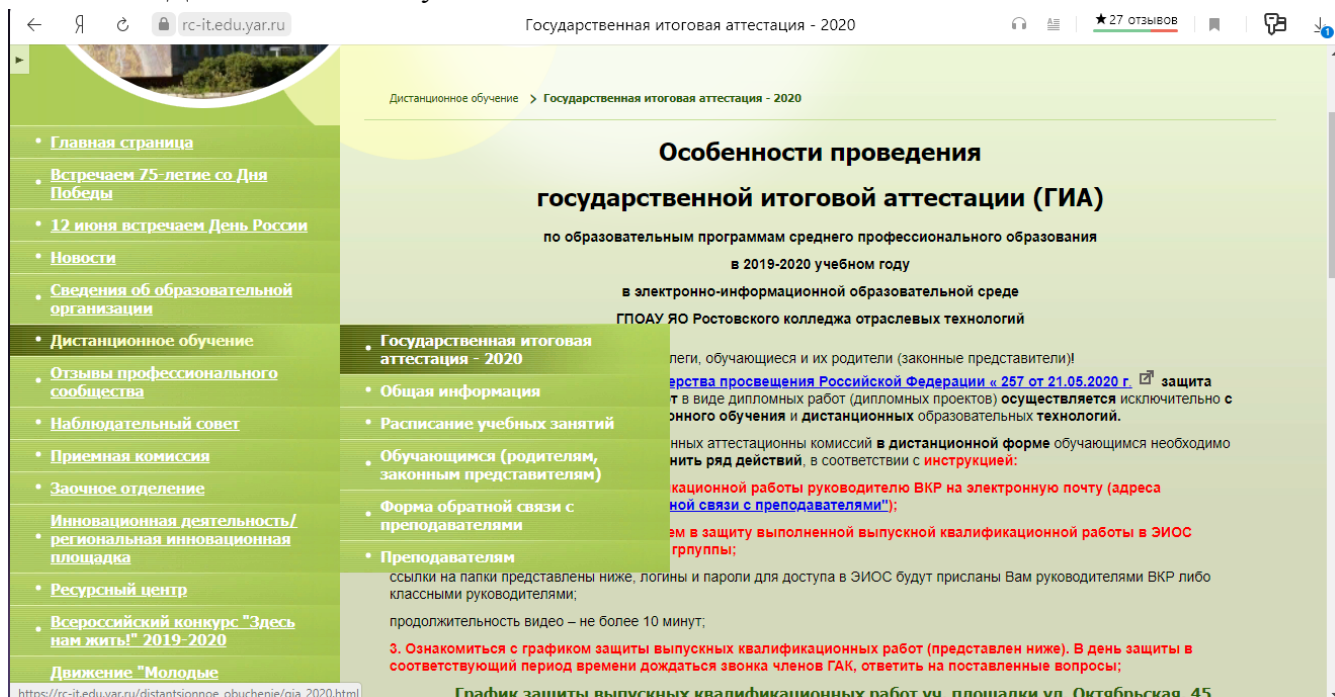 rc-it.edu.yar.ru
Государственная итоговая аттестация - 2020
★27 отзывов
1
Дистанционное обучение > Государственная итоговая аттестация - 2020
• Главная страница
• Встречаем 75-летие со Дня
Победы
• 12 июня встречаем День России
• Новости
• Сведения об образовательной
организации
• Дистанционное обучение
• Отзывы профессионального
сообщества
• Наблюдательный совет
• Приемная комиссия
• Заочное отделение
• Инновационная деятельность/
региональная инновационная
площадка
• Ресурсный центр
• Всероссийский конкурс "Здесь
нам жить!" 2019-2020
Движение "Молодые
https://rc-it.edu.yar.ru/distantsionnoe_obuchenie/gia_2020.html
• Государственная итоговая
аттестация - 2020
• Общая информация
• Расписание учебных занятий
• Обучающимся (родителям,
законным представителям)
• Форма обратной связи с
преподавателями
• Преподавателям
Особенности проведения
государственной итоговой аттестации (ГИА)
по образовательным программам среднего профессионального образования
в 2019-2020 учебном году
в электронно-информационной образовательной среде
ГПОАУ ЯО Ростовского колледжа отраслевых технологий
леги, обучающиеся и их родители (законные представители)!
ерства просвещения Российской Федерации « 257 от 21.05.2020 г. защита
т в виде дипломных работ (дипломных проектов) осуществляется исключительно с
онного обучения и дистанционных образовательных технологий.
нных аттестационны комиссий в дистанционной форме обучающимся необходимо
нить ряд действий, в соответствии с инструкцией:
кационной работы руководителю ВКР на электронную почту (адреса
ной связи с преподавателями");
ем в защиту выполненной выпускной квалификационной работы в ЭИОС
грпуппы;
ссылки на папки представлены ниже, логины и пароли для доступа в ЭИОС будут присланы Вам руководителями ВКР либо
классными руководителями;
продолжительность видео – не более 10 минут;
3. Ознакомиться с графиком защиты выпускных квалификационных работ (представлен ниже). В день защиты в
соответствующий период времени дождаться звонка членов ГАК, ответить на поставленные вопросы;
График защиты выпускных квалификационных работ уч. площадки ул. Октябрьская, 45